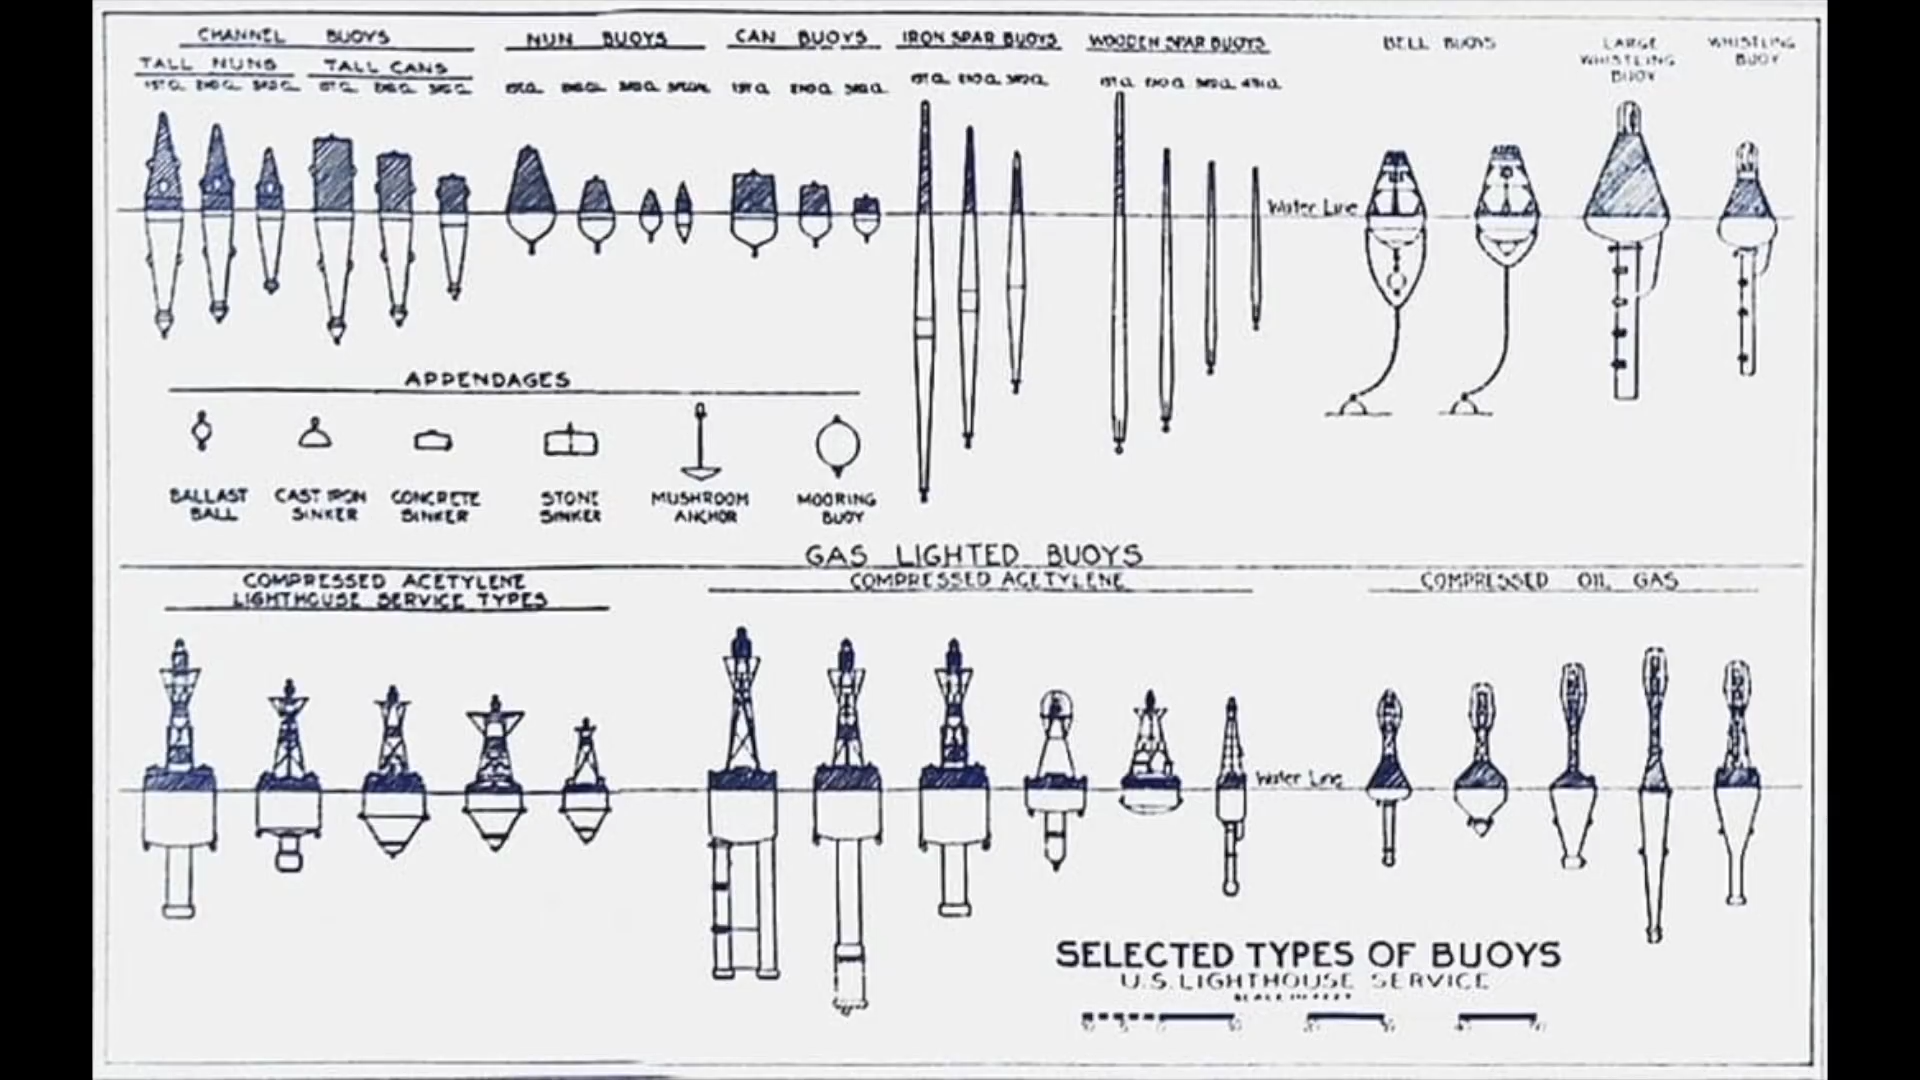 CHANNEL BUOYS
NUN BUOYS
CAN BUOYS
IRON SPAR BUOYS
WOODEN SPAR BUOYS
BELL BUOYS
LARGE
WHISTLING
BUOY
WHISTLING
BUOY
TALL NUNS
TALL CANS
Water Line
APPENDAGES
BALLAST
BALL
CAST IRON
SINKER
CONCRETE
SINKER
STONE
SINKER
MUSHROOM
ANCHOR
MOORING
BUOY
GAS LIGHTED BUOYS
COMPRESSED ACETYLENE
LIGHTHOUSE SERVICE TYPES
COMPRESSED ACETYLENE
COMPRESSED OIL GAS
Water Line
SELECTED TYPES OF BUOYS
U.S. LIGHTHOUSE SERVICE
SCALE IN FEET